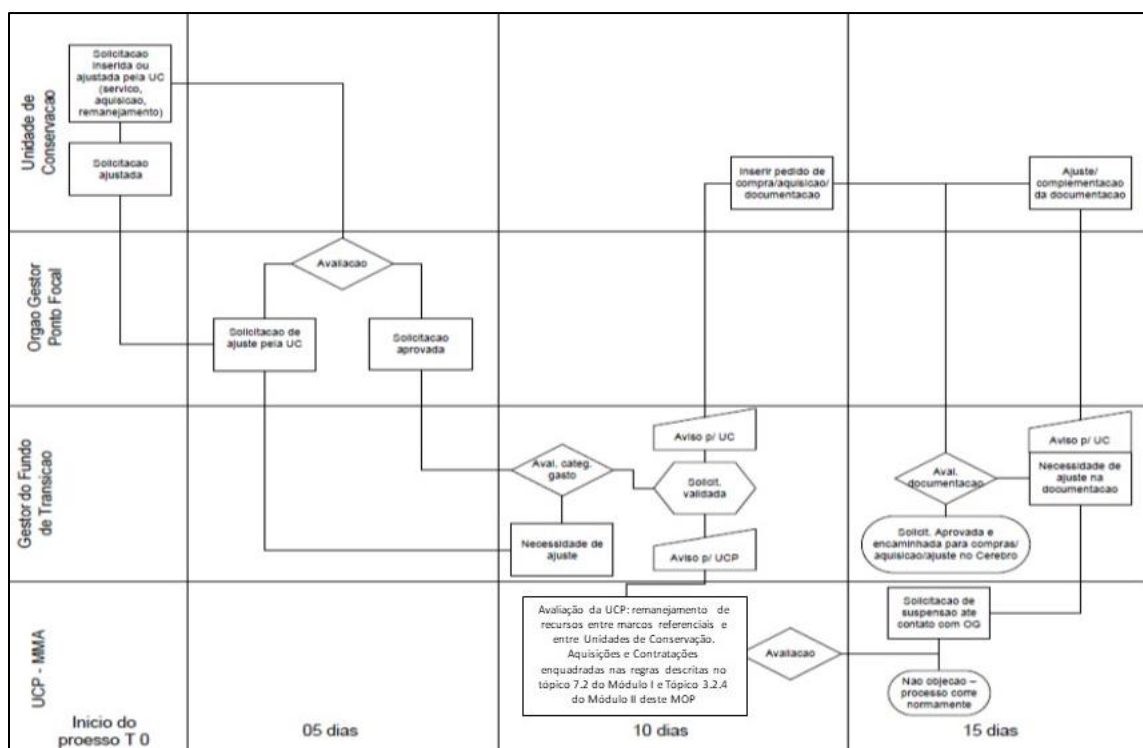 Unidade de
Conservacao
Solicitacao
inserida ou
ajustada pela UC
(servico,
aquisicao,
remanejamento)
Solicitacao
ajustada
Inserir pedido de
compra/aquisicao/
documentacao
Ajuste/
complementacao
da documentacao
Orgao Gestor
Ponto Focal
Avaliacao
Solicitacao de
ajuste pela UC
Solicitacao
aprovada
Gestor do Fundo
de Transicao
Aval. categ.
gasto
Necessidade de
ajuste
Aviso p/ UC
Solicit.
validada
Aviso p/ UCP
Aval.
documentacao
Aviso p/ UC
Necessidade de
ajuste na
documentacao
Solicit. Aprovada e
encaminhada para compras/
aquisicao/ajuste no Cerebro
UCP - MMA
Avaliação da UCP: remanejamento de
recursos entre marcos referenciais e
entre Unidades de Conservação.
Aquisições e Contratações
enquadradas nas regras descritas no
tópico 7.2 do Módulo I e Tópico 3.2.4
do Módulo II deste MOP
Avaliacao
Solicitacao de
suspensao ate
contato com OG
Nao objecao –
processo corre
normalmente
Inicio do
proesso T 0
05 dias
10 dias
15 dias